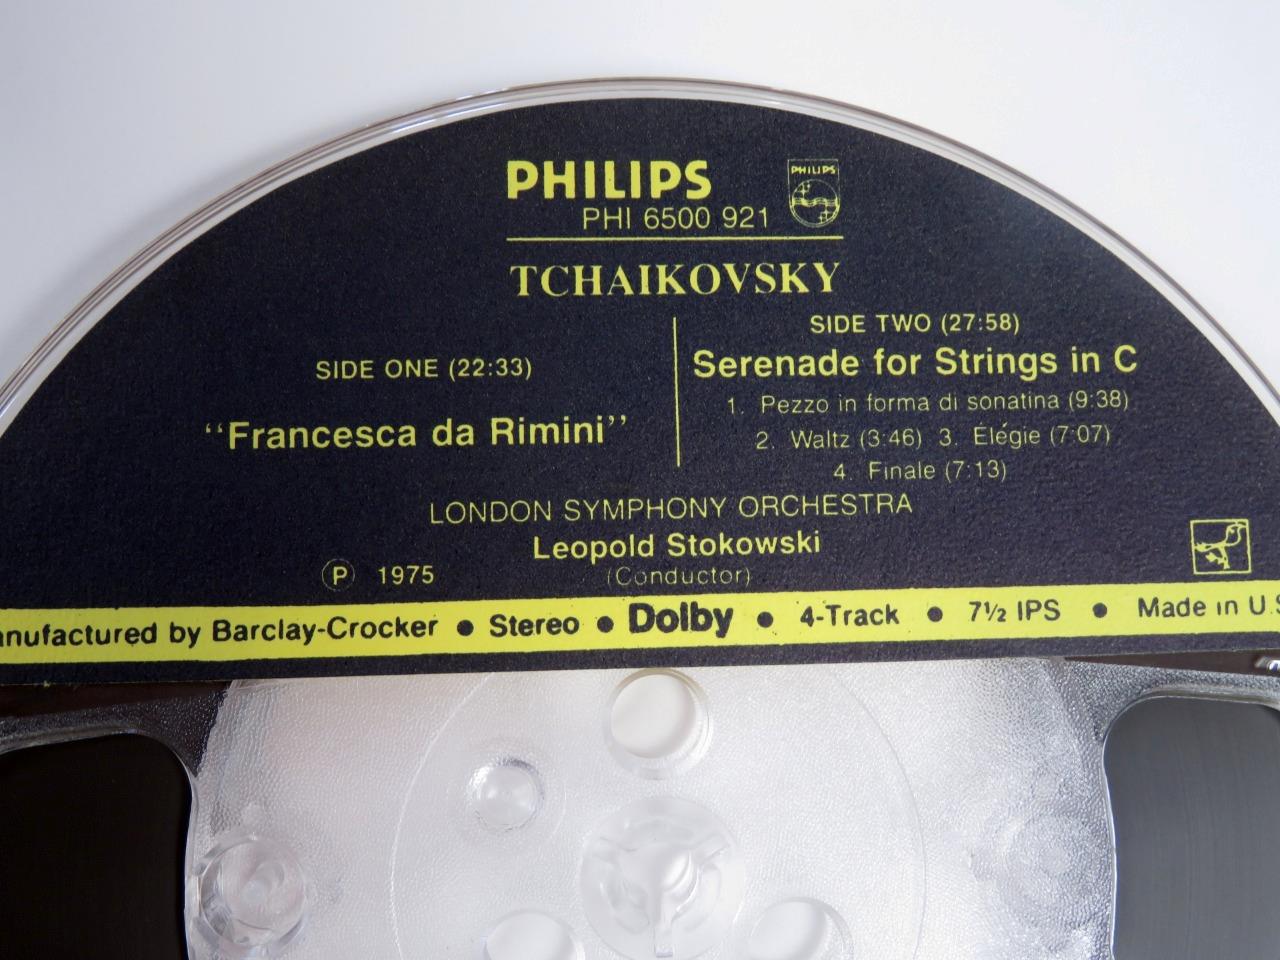 PHILIPS
PHILIPS
PHI 6500 921
TCHAIKOVSKY
SIDE ONE (22:33)
"Francesca da Rimini"
SIDE TWO (27:58)
Serenade for Strings in C
1. Pezzo in forma di sonatina (9:38)
2. Waltz (3:46) 3. Elégie (7:07)
4. Finale (7:13)
LONDON SYMPHONY ORCHESTRA
Leopold Stokowski
(Conductor)
Ⓟ 1975
anufactured by Barclay-Crocker • Stereo • Dolby • 4-Track • 7½ IPS • Made in U.S